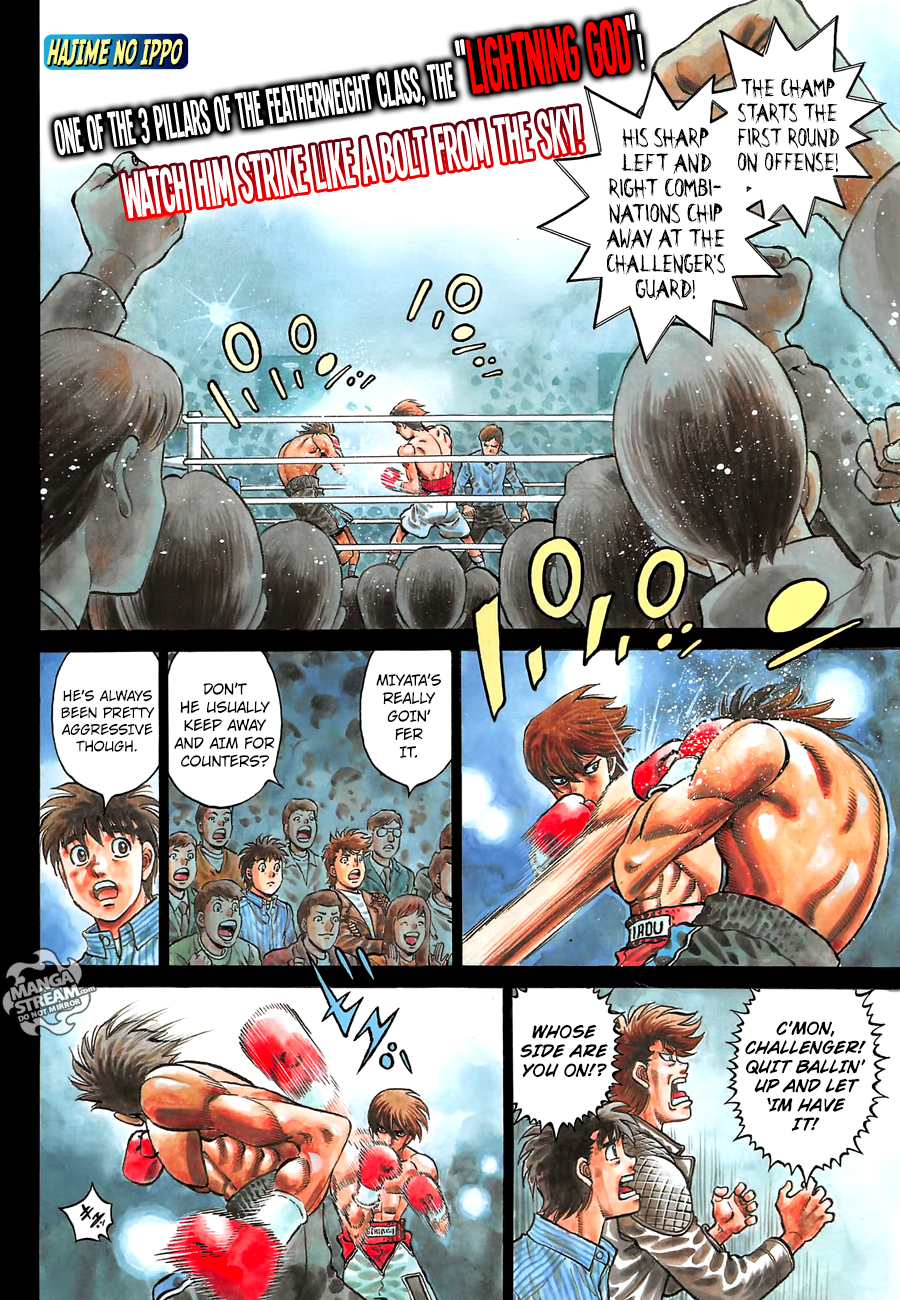 HAJIME NO IPPO
ONE OF THE 3 PILLARS OF THE FEATHERWEIGHT CLASS, THE "LIGHTNING GOD"!
WATCH HIM STRIKE LIKE A BOLT FROM THE SKY!
THE CHAMP
STARTS THE
FIRST ROUND
ON OFFENSE!
HIS SHARP
LEFT AND
RIGHT COMBI-
NATIONS CHIP
AWAY AT THE
CHALLENGER'S
GUARD!
MIYATA'S
REALLY
GOIN'
FER
IT.
DON'T
HE USUALLY
KEEP AWAY
AND AIM FOR
COUNTERS?
HE'S ALWAYS
BEEN PRETTY
AGGRESSIVE
THOUGH.
C'MON,
CHALLENGER!
QUIT BALLIN'
UP AND LET
'IM HAVE
IT!
WHOSE
SIDE ARE
YOU ON!?
MANGA
STREAM.com
DO NOT MIRROR